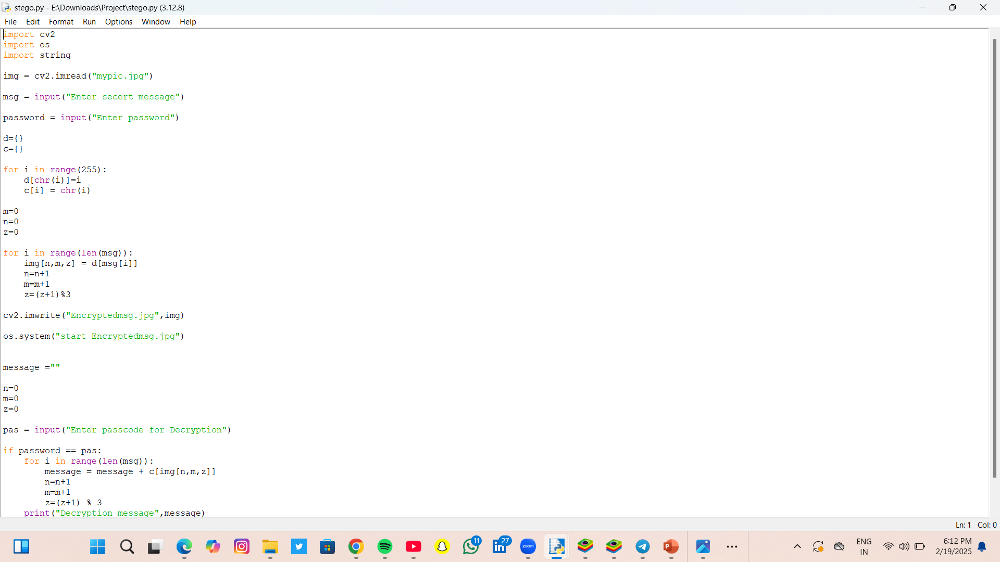 stego.py - E:\Downloads\Project\stego.py (3.12.8)
File Edit Format Run Options Window Help
import cv2
import os
import string
img = cv2.imread("mypic.jpg")
msg = input("Enter secert message")
password = input("Enter password")
d={}
c={}
for i in range(255):
    d[chr(i)]=i
    c[i] = chr(i)
m=0
n=0
z=0
for i in range(len(msg)):
    img[n,m,z] = d[msg[i]]
    n=n+1
    m=m+1
    z=(z+1)%3
cv2.imwrite("Encryptedmsg.jpg",img)
os.system("start Encryptedmsg.jpg")
message =""
n=0
m=0
z=0
pas = input("Enter passcode for Decryption")
if password == pas:
    for i in range(len(msg)):
        message = message + c[img[n,m,z]]
        n=n+1
        m=m+1
        z=(z+1) % 3
    print("Decryption message",message)
Ln: 1 Col: 0
11
27
zoom
P
ENG
IN
6:12 PM
2/19/2025